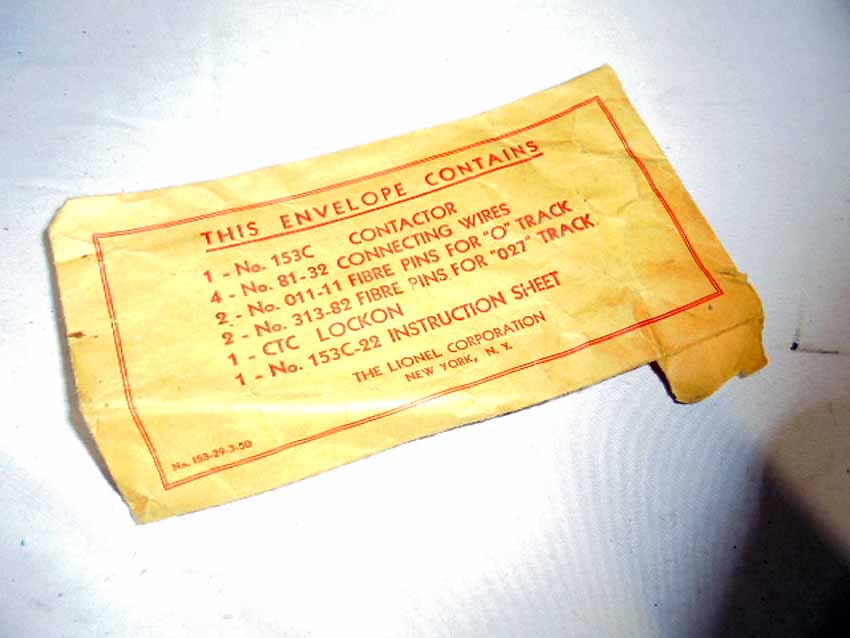 THIS ENVELOPE CONTAINS
1 - No. 153C CONTACTOR
4 - No. 81-32 CONNECTING WIRES
2 - No. 011-11 FIBRE PINS FOR "O" TRACK
2 - No. 313-82 FIBRE PINS FOR "027" TRACK
1 - CTC LOCKON
1 - No. 153C-22 INSTRUCTION SHEET
THE LIONEL CORPORATION
NEW YORK, N. Y.
No. 153-29-3-50